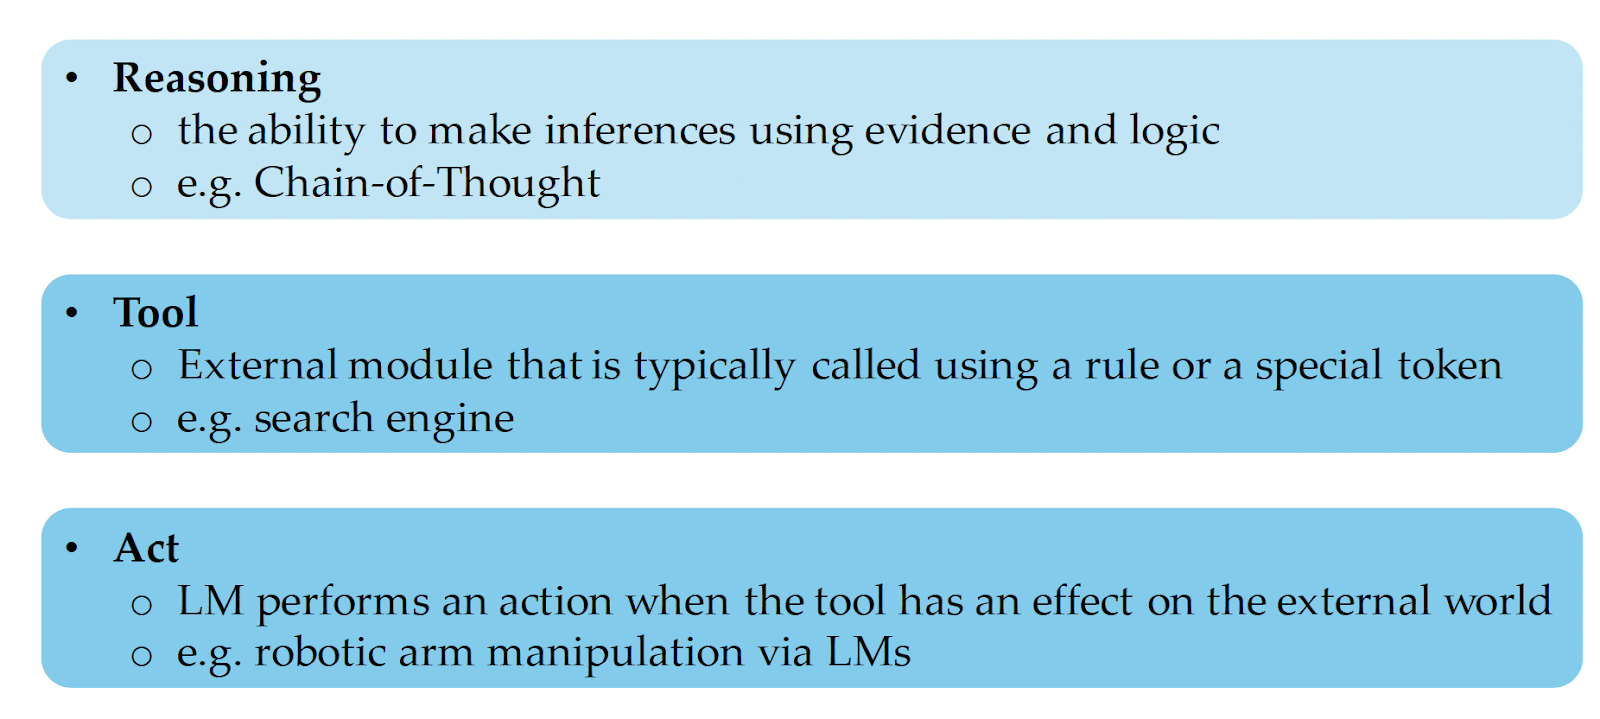 • Reasoning
○ the ability to make inferences using evidence and logic
○ e.g. Chain-of-Thought
• Tool
○ External module that is typically called using a rule or a special token
○ e.g. search engine
• Act
○ LM performs an action when the tool has an effect on the external world
○ e.g. robotic arm manipulation via LMs